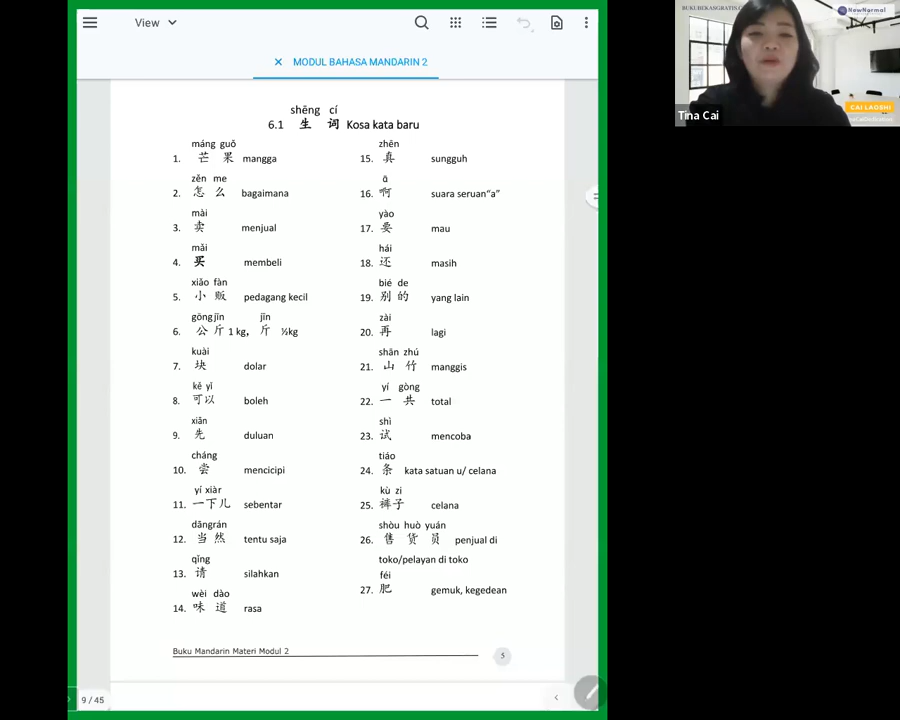 View
MODUL BAHASA MANDARIN 2
shēng cí
6.1 生 词 Kosa kata baru
máng guǒ
1. 芒 果 mangga
zěn me
2. 怎 么 bagaimana
mài
3. 卖 menjual
mǎi
4. 买 membeli
xiǎo fàn
5. 小 贩 pedagang kecil
gōngjīn jīn
6. 公 斤 1 kg, 斤 ½kg
kuài
7. 块 dolar
kě yǐ
8. 可以 boleh
xiān
9. 先 duluan
cháng
10. 尝 mencicipi
yí xiàr
11. 一下儿 sebentar
dāngrán
12. 当 然 tentu saja
qǐng
13. 请 silahkan
wèi dào
14. 味 道 rasa
zhēn
15. 真 sungguh
ā
16. 啊 suara seruan“a”
yào
17. 要 mau
hái
18. 还 masih
bié de
19. 别 的 yang lain
zài
20. 再 lagi
shān zhú
21. 山 竹 manggis
yí gòng
22. 一 共 total
shì
23. 试 mencoba
tiáo
24. 条 kata satuan u/ celana
kù zi
25. 裤子 celana
shòu huò yuán
26. 售 货 员 penjual di
toko/pelayan di toko
féi
27. 肥 gemuk, kegedean
Buku Mandarin Materi Modul 2
5
9 / 45
NewNormal
CAI LAOSHI
Tina Cai